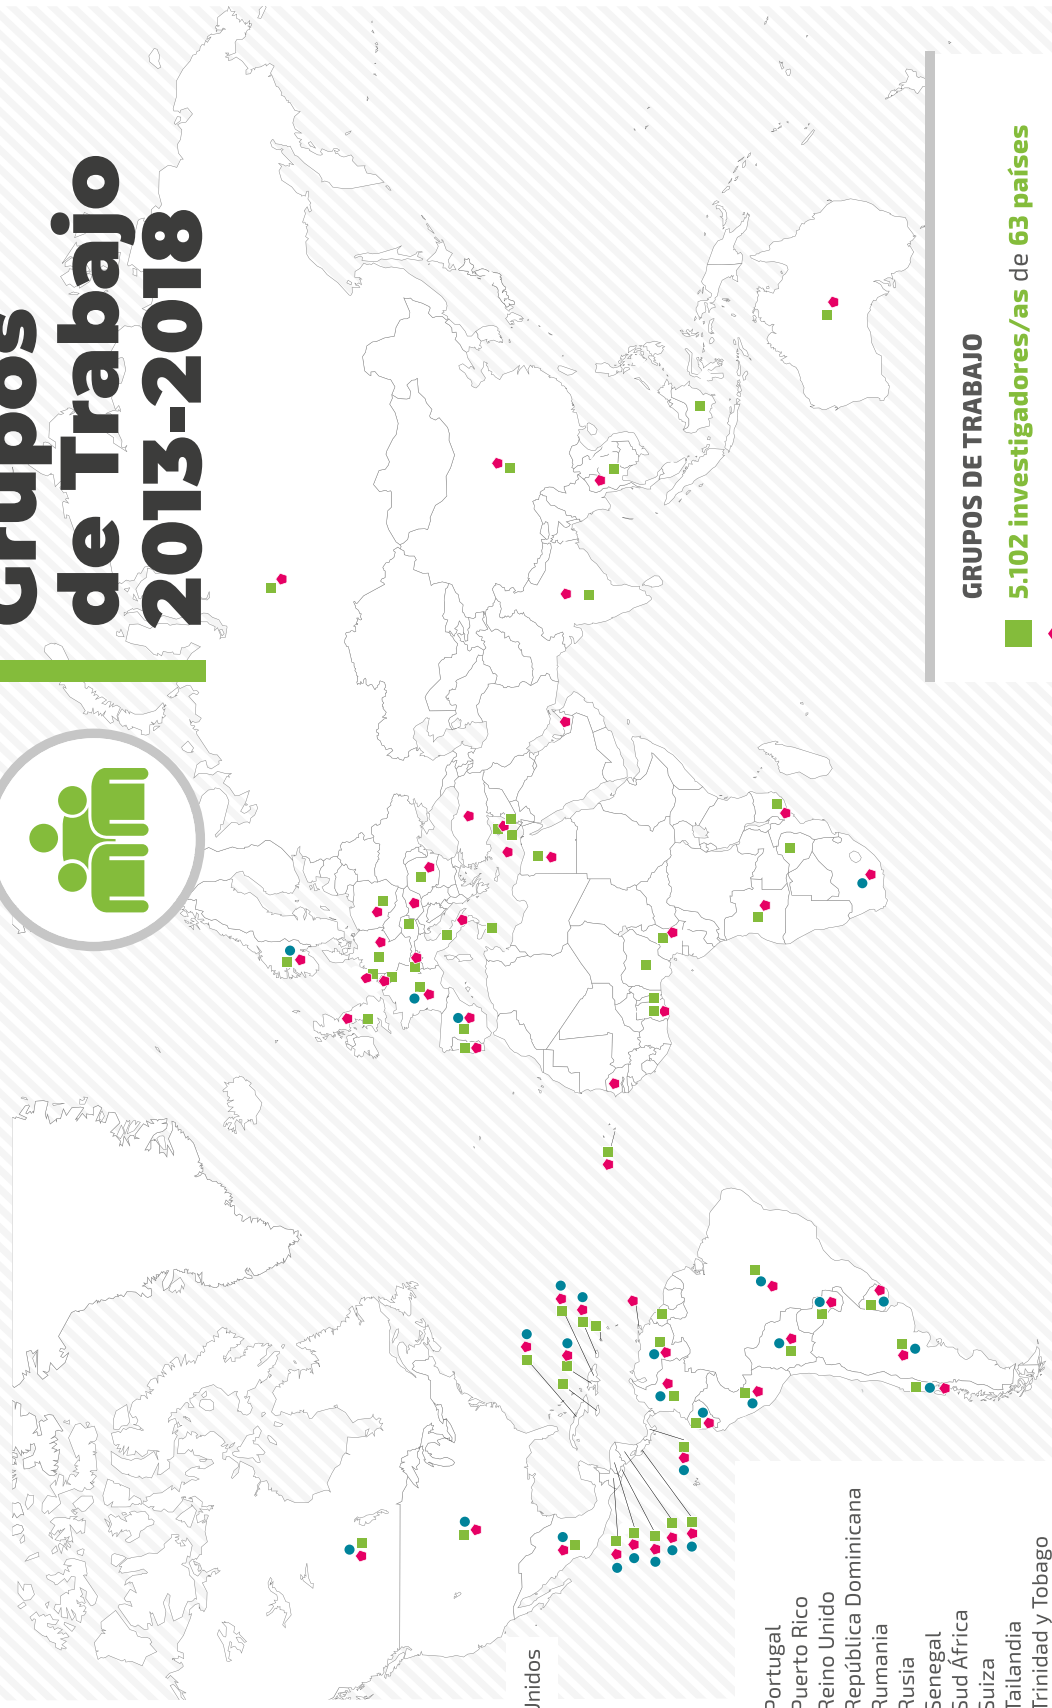 Grupos
de Trabajo
2013-2018
GRUPOS DE TRABAJO
5.102 investigadores/as de 63 países
Unidos
Portugal
Puerto Rico
Reino Unido
República Dominicana
Rumania
Rusia
Senegal
Sud África
Suiza
Tailandia
Trinidad y Tobago